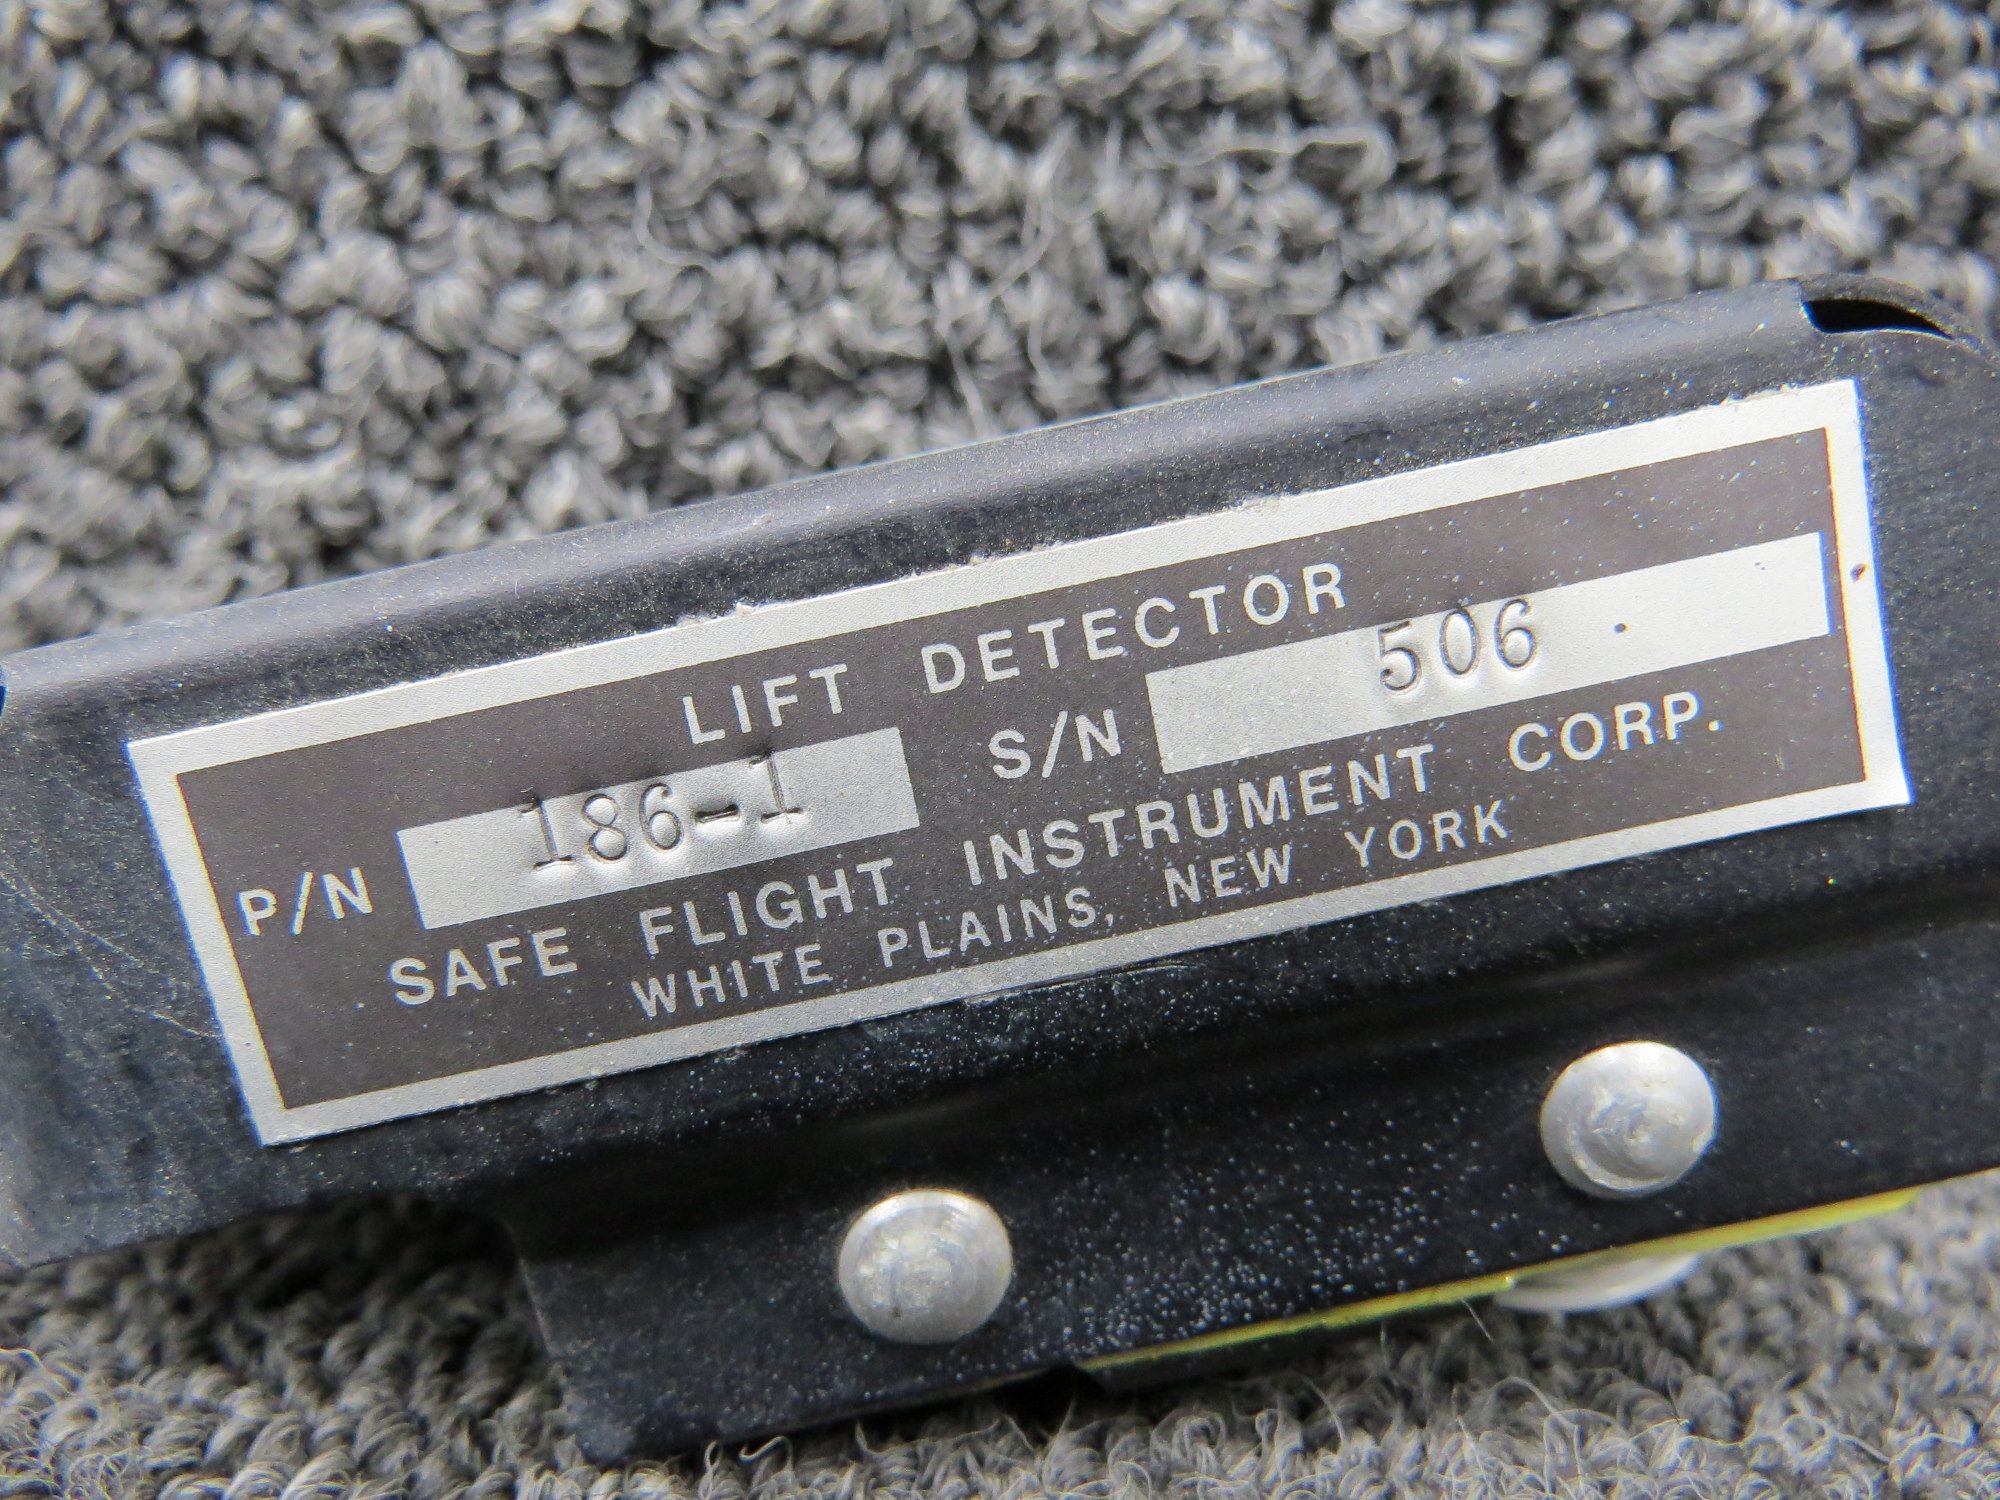 LIFT DETECTOR
P/N 186-1 S/N 506
SAFE FLIGHT INSTRUMENT CORP.
WHITE PLAINS, NEW YORK